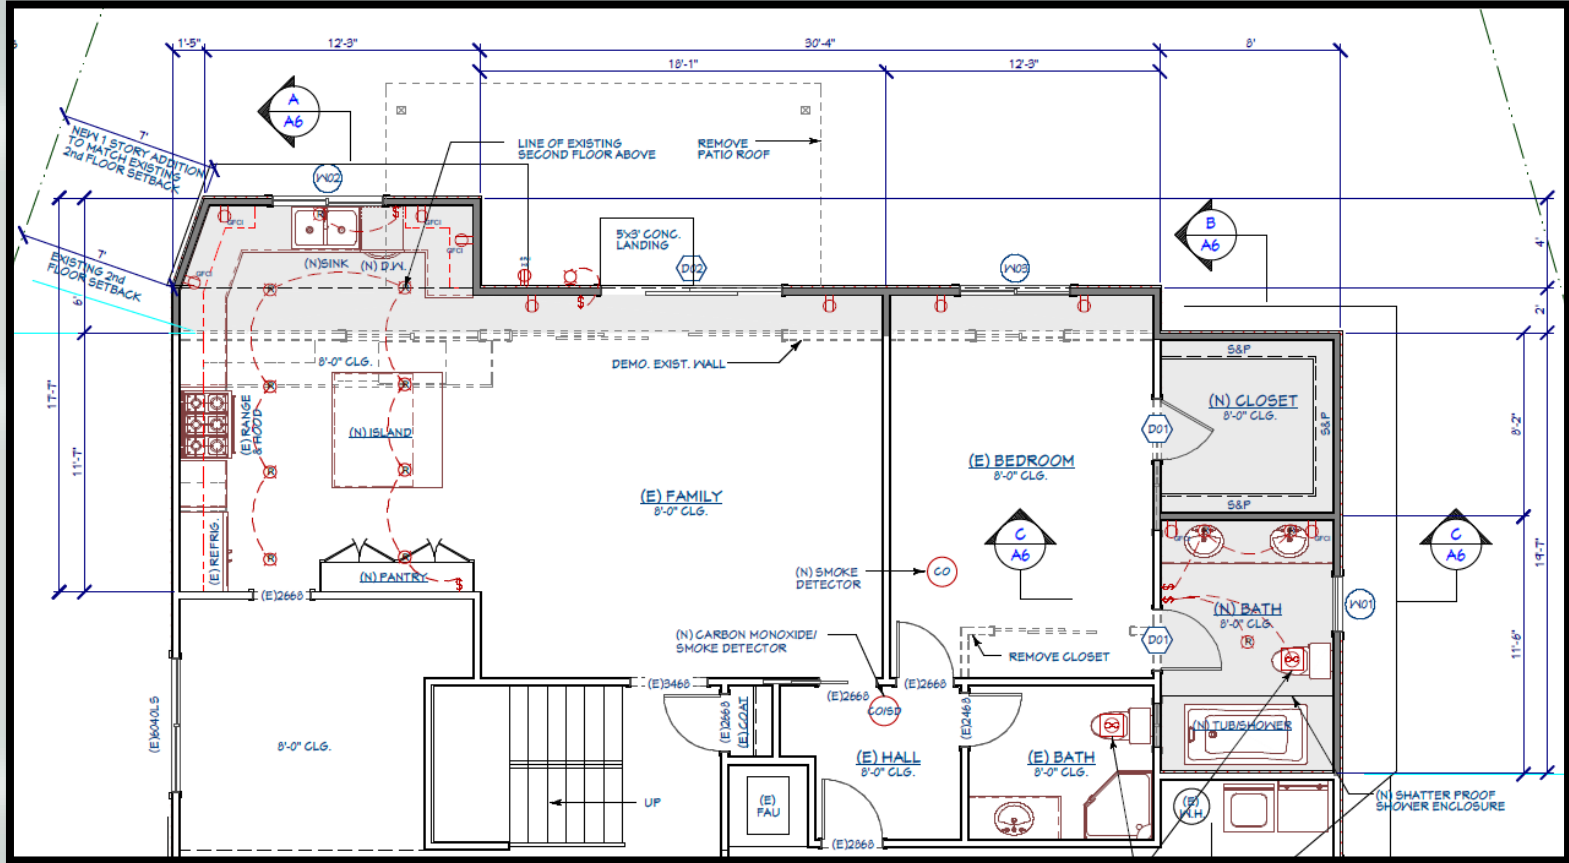 1'-5"
12'-3"
30'-4"
8'
18'-1"
12'-3"
A
A6
7'
NEW 1 STORY ADDITION
TO MATCH EXISTING
2nd FLOOR SETBACK
LINE OF EXISTING
SECOND FLOOR ABOVE
REMOVE
PATIO ROOF
W02
GFCI
GFCI
GFCI
GFCI
(N)SINK
(N) D.W.
5'x3' CONC.
LANDING
D02
W03
B
A6
4'
2'
7'
EXISTING 2nd
FLOOR SETBACK
6'
8'-0" CLG.
DEMO. EXIST. WALL
S&P
(N) CLOSET
8'-0" CLG.
S&P
S&P
D01
8'-2"
17'-7"
11'-7"
(E) RANGE
& HOOD
(N) ISLAND
(E) BEDROOM
8'-0" CLG.
(E) FAMILY
8'-0" CLG.
C
A6
C
A6
GFCI
GFCI
19'-7"
(E) REFRIG.
(N) PANTRY
(N) SMOKE
DETECTOR
CO
(E)2668
(N) BATH
8'-0" CLG.
W01
D01
11'-6"
(N) CARBON MONOXIDE/
SMOKE DETECTOR
REMOVE CLOSET
(E)3468
(E)2668
(E)2668
CO/SD
(E)6040LS
8'-0" CLG.
(E)2668
(E) COAT
(E)2468
(N) TUB/SHOWER
(E) HALL
8'-0" CLG.
(E) BATH
8'-0" CLG.
UP
(E)
FAU
(E)
W.H.
(N) SHATTER PROOF
SHOWER ENCLOSURE
(E)2868